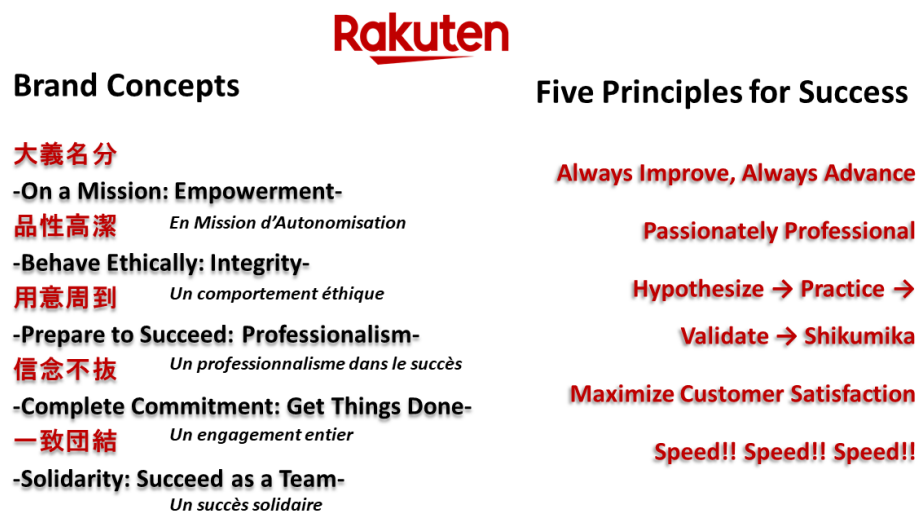 Rakuten
Brand Concepts
大義名分
-On a Mission: Empowerment-
En Mission d’Autonomisation
品性高潔
-Behave Ethically: Integrity-
Un comportement éthique
用意周到
-Prepare to Succeed: Professionalism-
Un professionnalisme dans le succès
信念不抜
-Complete Commitment: Get Things Done-
Un engagement entier
一致団結
-Solidarity: Succeed as a Team-
Un succès solidaire
Five Principles for Success
Always Improve, Always Advance
Passionately Professional
Hypothesize → Practice →
Validate → Shikumika
Maximize Customer Satisfaction
Speed!! Speed!! Speed!!